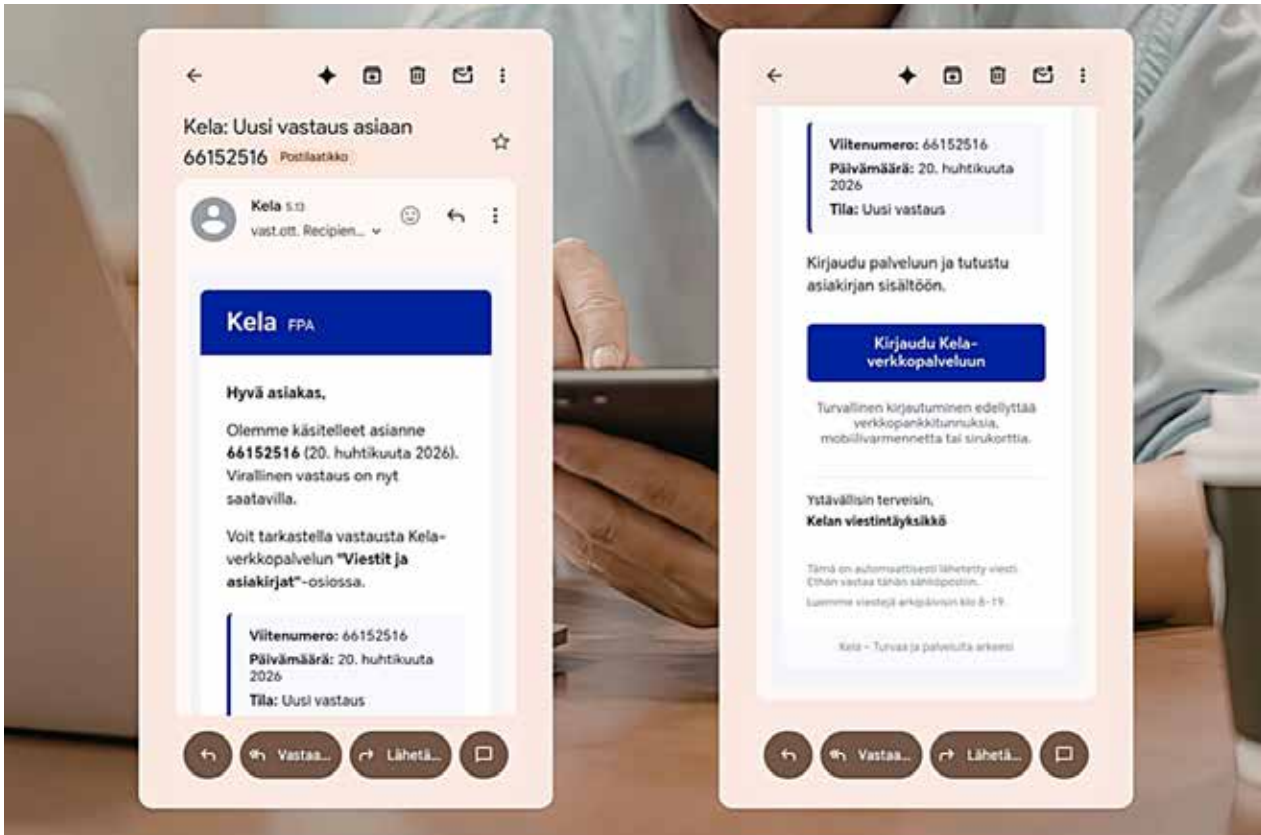 Kela: Uusi vastaus asiaan
66152516 Postilaatikko
Kela 5.13
vast.ott. Recipien...
Kela FPA
Hyvä asiakas,
Olemme käsitelleet asianne
66152516 (20. huhtikuuta 2026).
Virallinen vastaus on nyt
saatavilla.
Voit tarkastella vastausta Kela-
verkkopalvelun "Viestit ja
asiakirjat"-osiossa.
Viitenumero: 66152516
Päivämäärä: 20. huhtikuuta
2026
Tila: Uusi vastaus
Vastaa...
Lähetä...
Viitenumero: 66152516
Päivämäärä: 20. huhtikuuta
2026
Tila: Uusi vastaus
Kirjaudu palveluun ja tutustu
asiakirjan sisältöön.
Kirjaudu Kela-
verkkopalveluun
Turvallinen kirjautuminen edellyttää
verkkopankkitunnuksia,
mobiilivarmennetta tai sirukorttia.
Ystävällisin terveisin,
Kelan viestintäyksikkö
Tämä on automaattisesti lähetetty viesti.
Ethän vastaa tähän sähköpostiin.
Luemme viestejä arkipäivisin klo 8–19.
Kela – Turvaa ja palveluita arkeesi
Vastaa...
Lähetä...